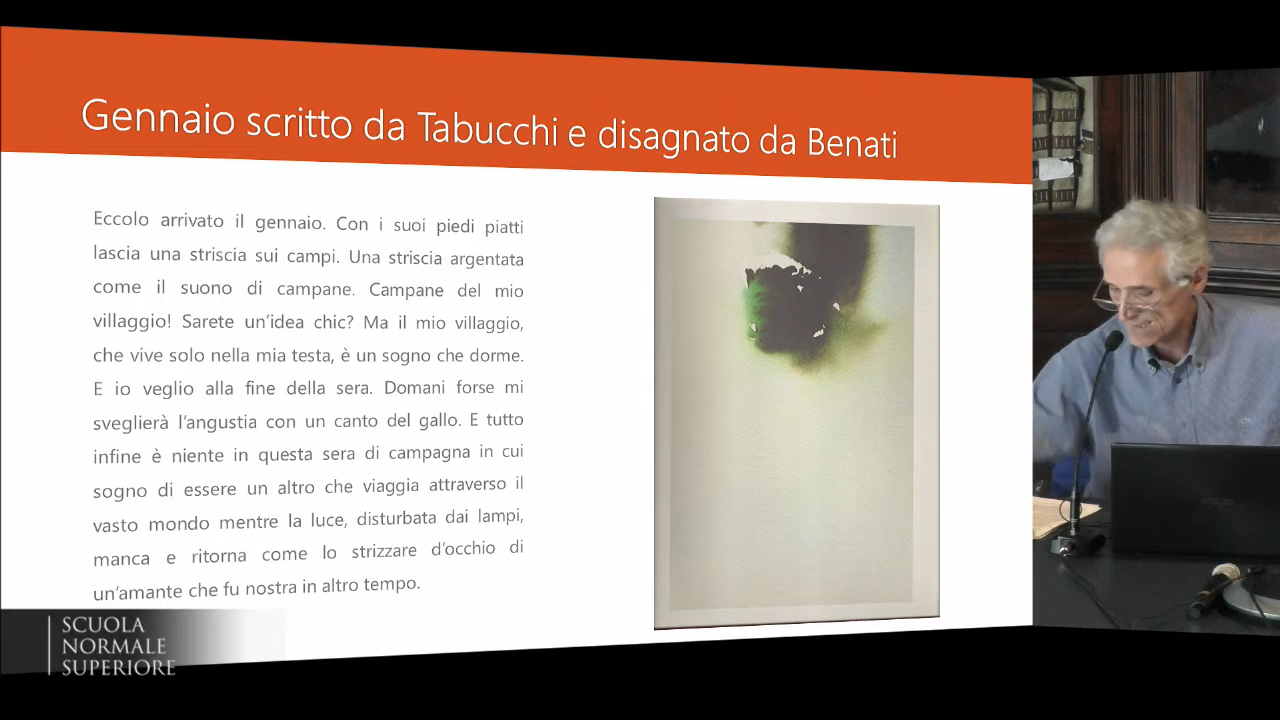 Gennaio scritto da Tabucchi e disagnato da Benati
Eccolo arrivato il gennaio. Con i suoi piedi piatti
lascia una striscia sui campi. Una striscia argentata
come il suono di campane. Campane del mio
villaggio! Sarete un'idea chic? Ma il mio villaggio,
che vive solo nella mia testa, è un sogno che dorme.
E io veglio alla fine della sera. Domani forse mi
sveglierà l'angustia con un canto del gallo. E tutto
infine è niente in questa sera di campagna in cui
sogno di essere un altro che viaggia attraverso il
vasto mondo mentre la luce, disturbata dai lampi,
manca e ritorna come lo strizzare d'occhio di
un'amante che fu nostra in altro tempo.
SCUOLA
NORMALE
SUPERIORE